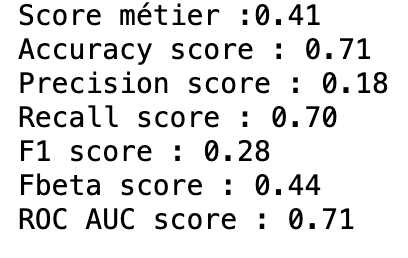 Score métier :0.41
Accuracy score : 0.71
Precision score : 0.18
Recall score : 0.70
F1 score : 0.28
Fbeta score : 0.44
ROC AUC score : 0.71